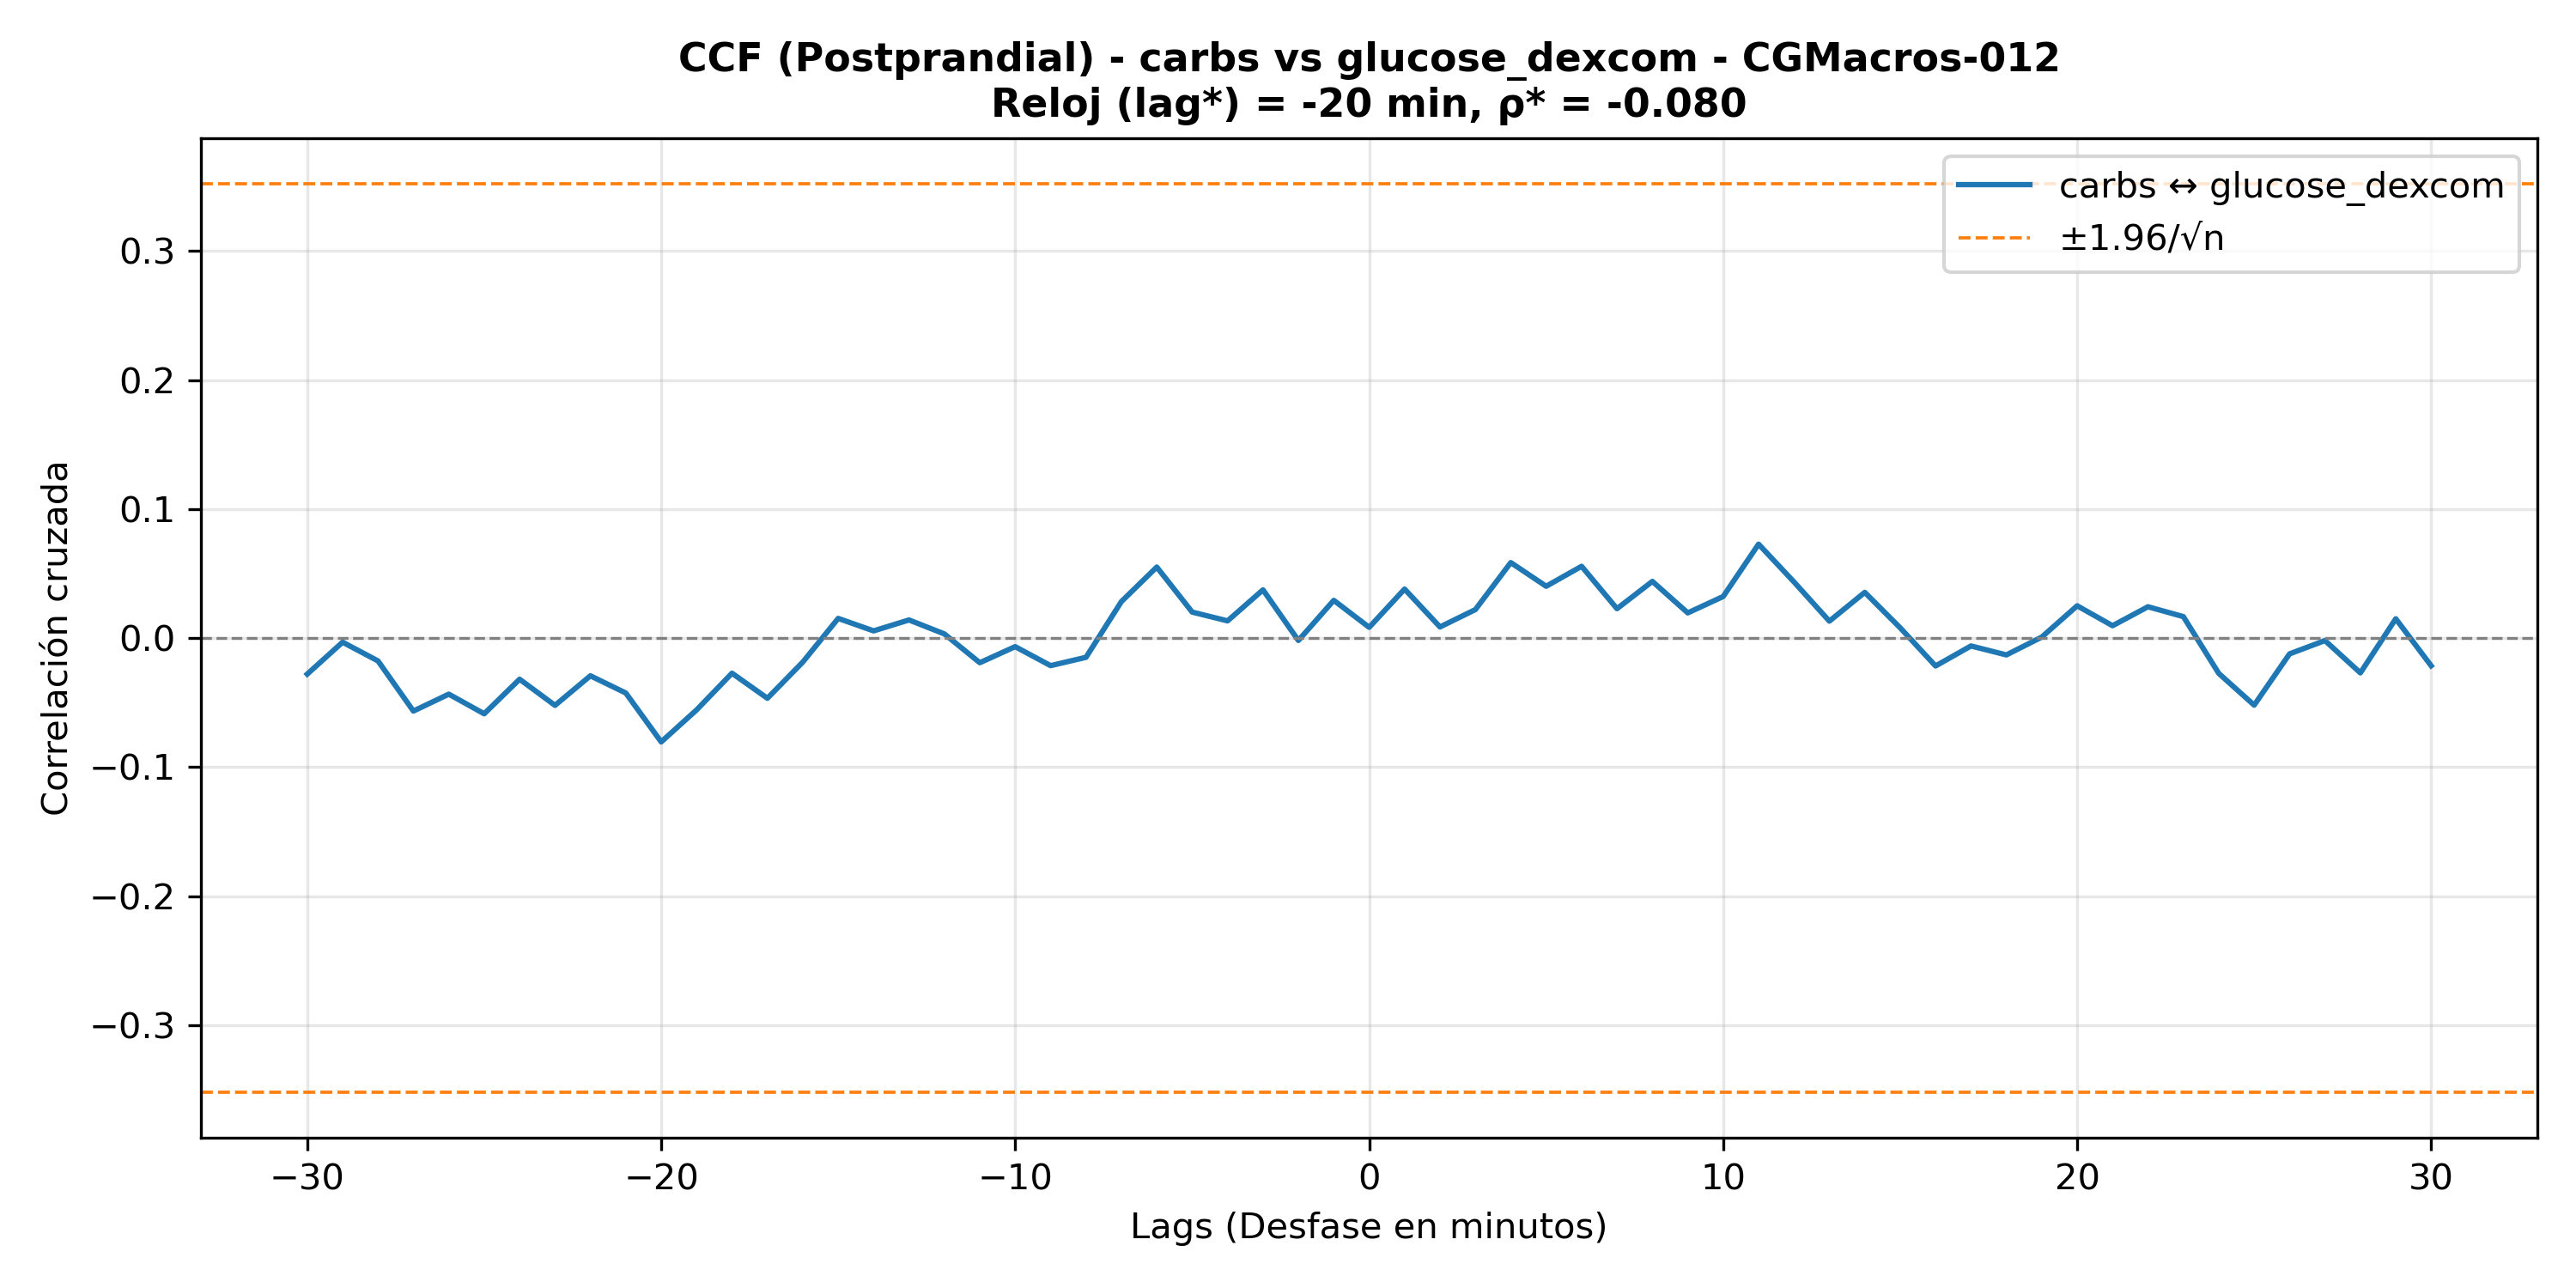 CCF (Postprandial) - carbs vs glucose_dexcom - CGMacros-012
Reloj (lag*) = -20 min, ρ* = -0.080
carbs ↔ glucose_dexcom
±1.96/√n
Correlación cruzada
0.3
0.2
0.1
0.0
−0.1
−0.2
−0.3
−30
−20
−10
0
10
20
30
Lags (Desfase en minutos)